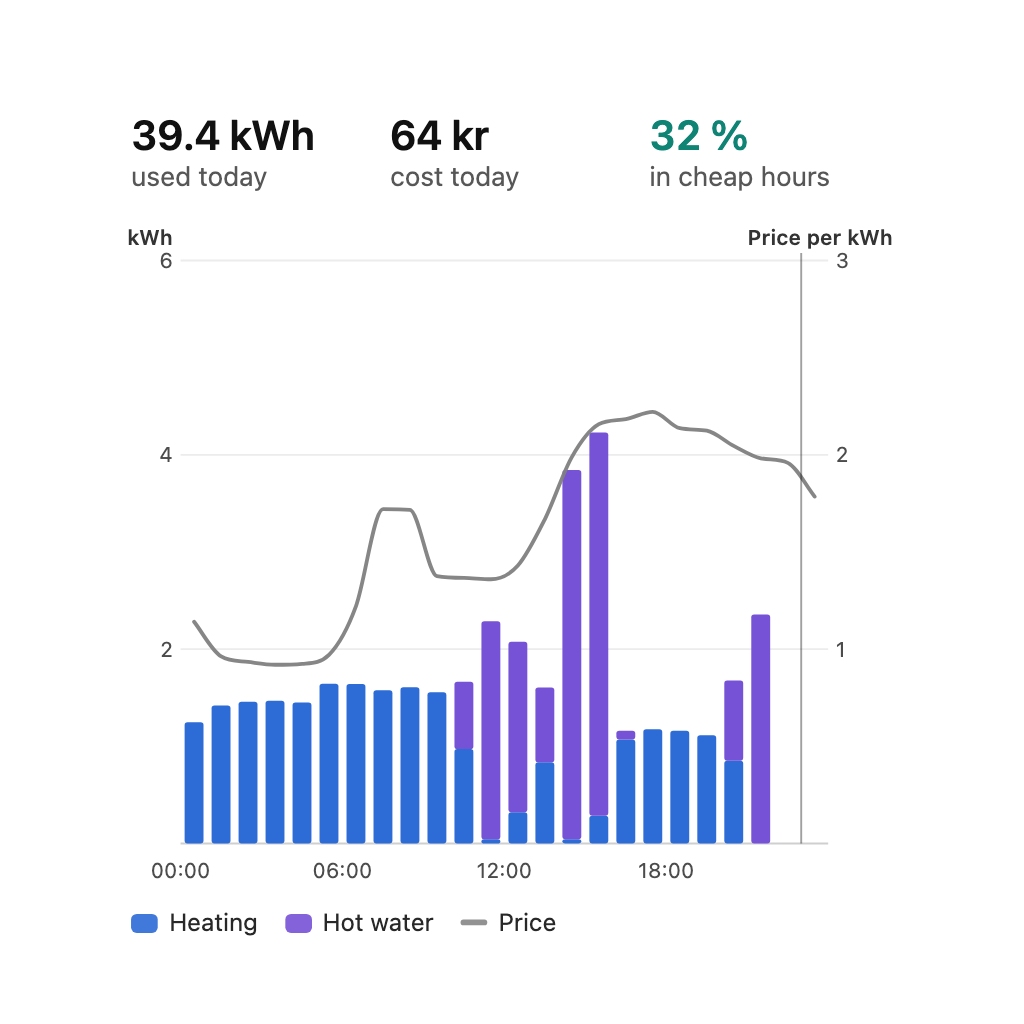 39.4 kWh 64 kr 32 %
used today cost today in cheap hours
kWh Price per kWh
6 3
4 2
2 1
00:00 06:00 12:00 18:00
Heating Hot water Price